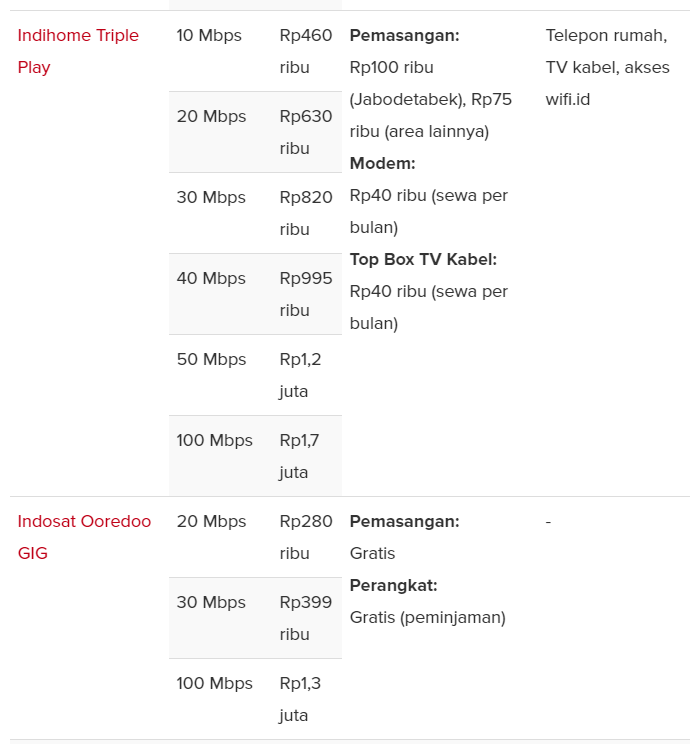 Indihome Triple
Play
10 Mbps
Rp460
ribu
20 Mbps
Rp630
ribu
30 Mbps
Rp820
ribu
40 Mbps
Rp995
ribu
50 Mbps
Rp1,2
juta
100 Mbps
Rp1,7
juta
Pemasangan:
Rp100 ribu
(Jabodetabek), Rp75
ribu (area lainnya)
Modem:
Rp40 ribu (sewa per
bulan)
Top Box TV Kabel:
Rp40 ribu (sewa per
bulan)
Telepon rumah,
TV kabel, akses
wifi.id
Indosat Ooredoo
GIG
20 Mbps
Rp280
ribu
30 Mbps
Rp399
ribu
100 Mbps
Rp1,3
juta
Pemasangan:
Gratis
Perangkat:
Gratis (peminjaman)
-